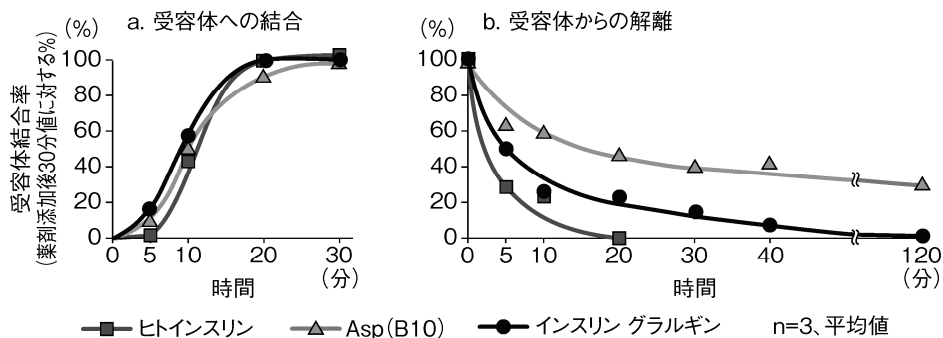 a. 受容体への結合
b. 受容体からの解離
受容体結合率
(薬剤添加後30分値に対する%)
(%)
100
80
60
40
20
0
0 5 10 20 30
(分)
時間
(%)
100
80
60
40
20
0
0 5 10 20 30 40 120
(分)
時間
ヒトインスリン Asp(B10) インスリン グラルギン n=3、平均値